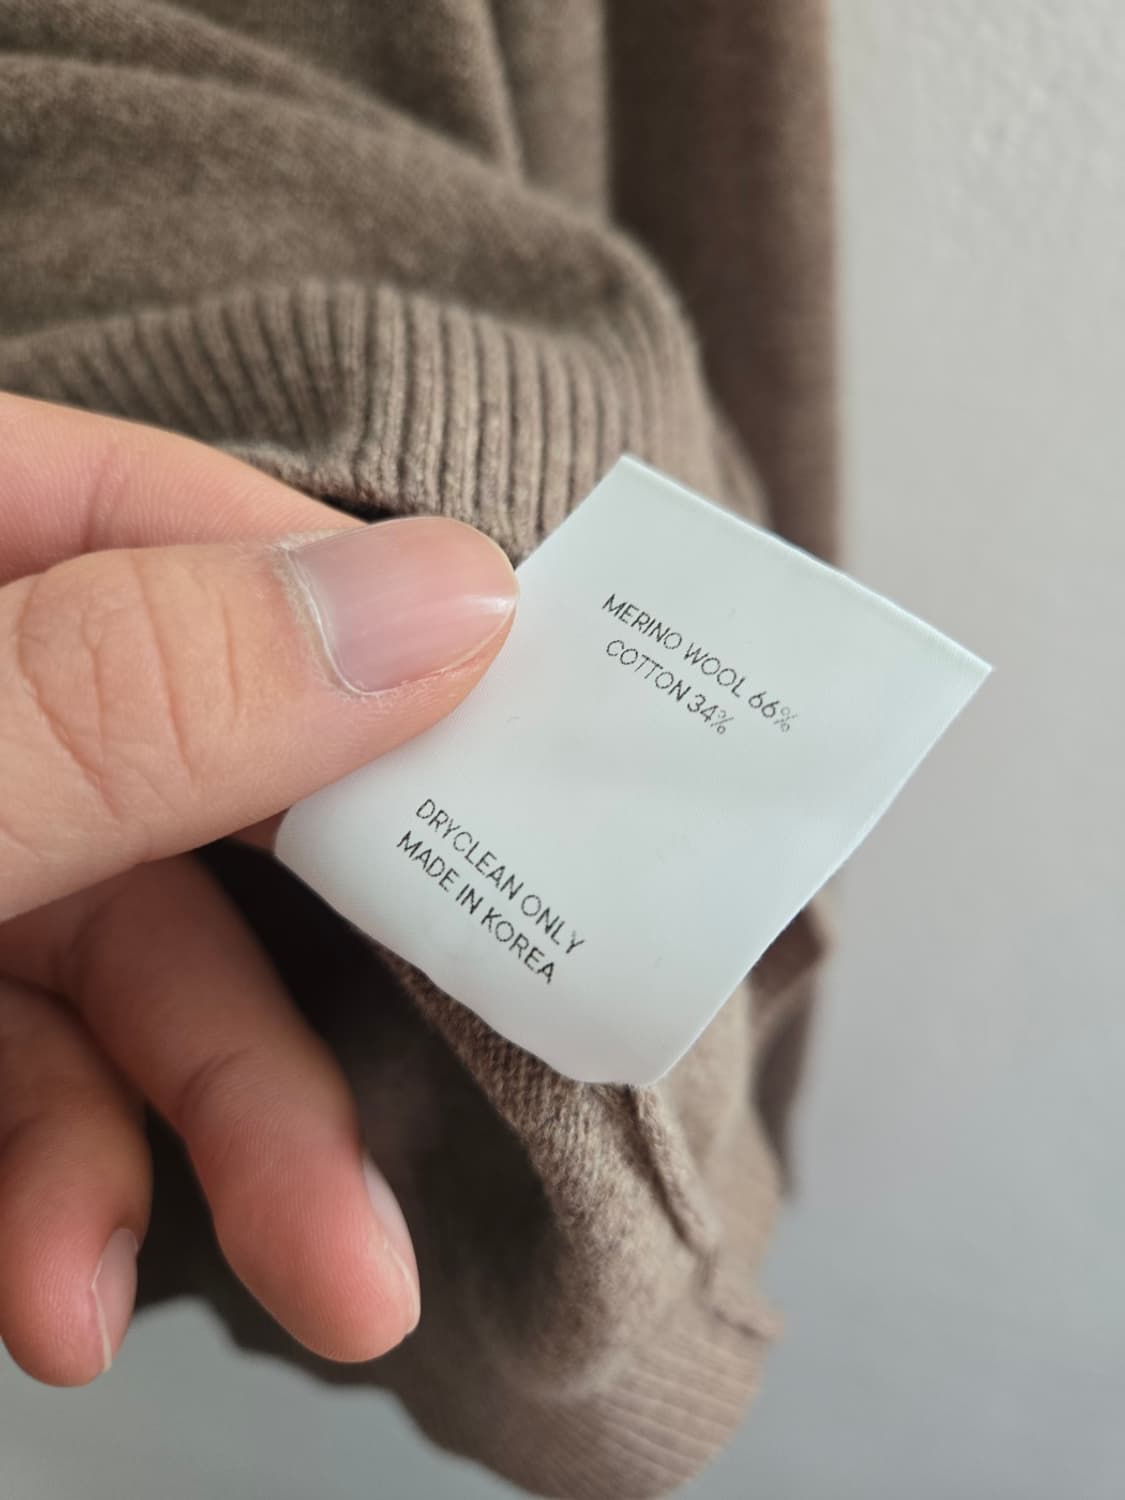 MERINO WOOL 66%
COTTON 34%
DRYCLEAN ONLY
MADE IN KOREA